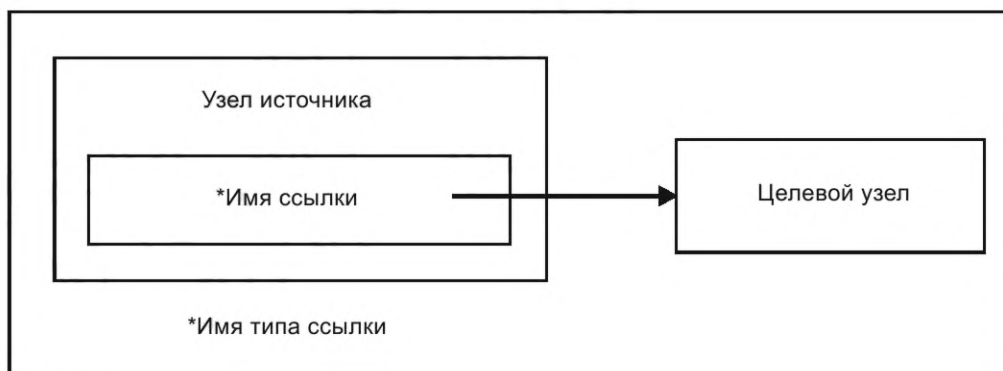 Узел источника
*Имя ссылки
Целевой узел
*Имя типа ссылки